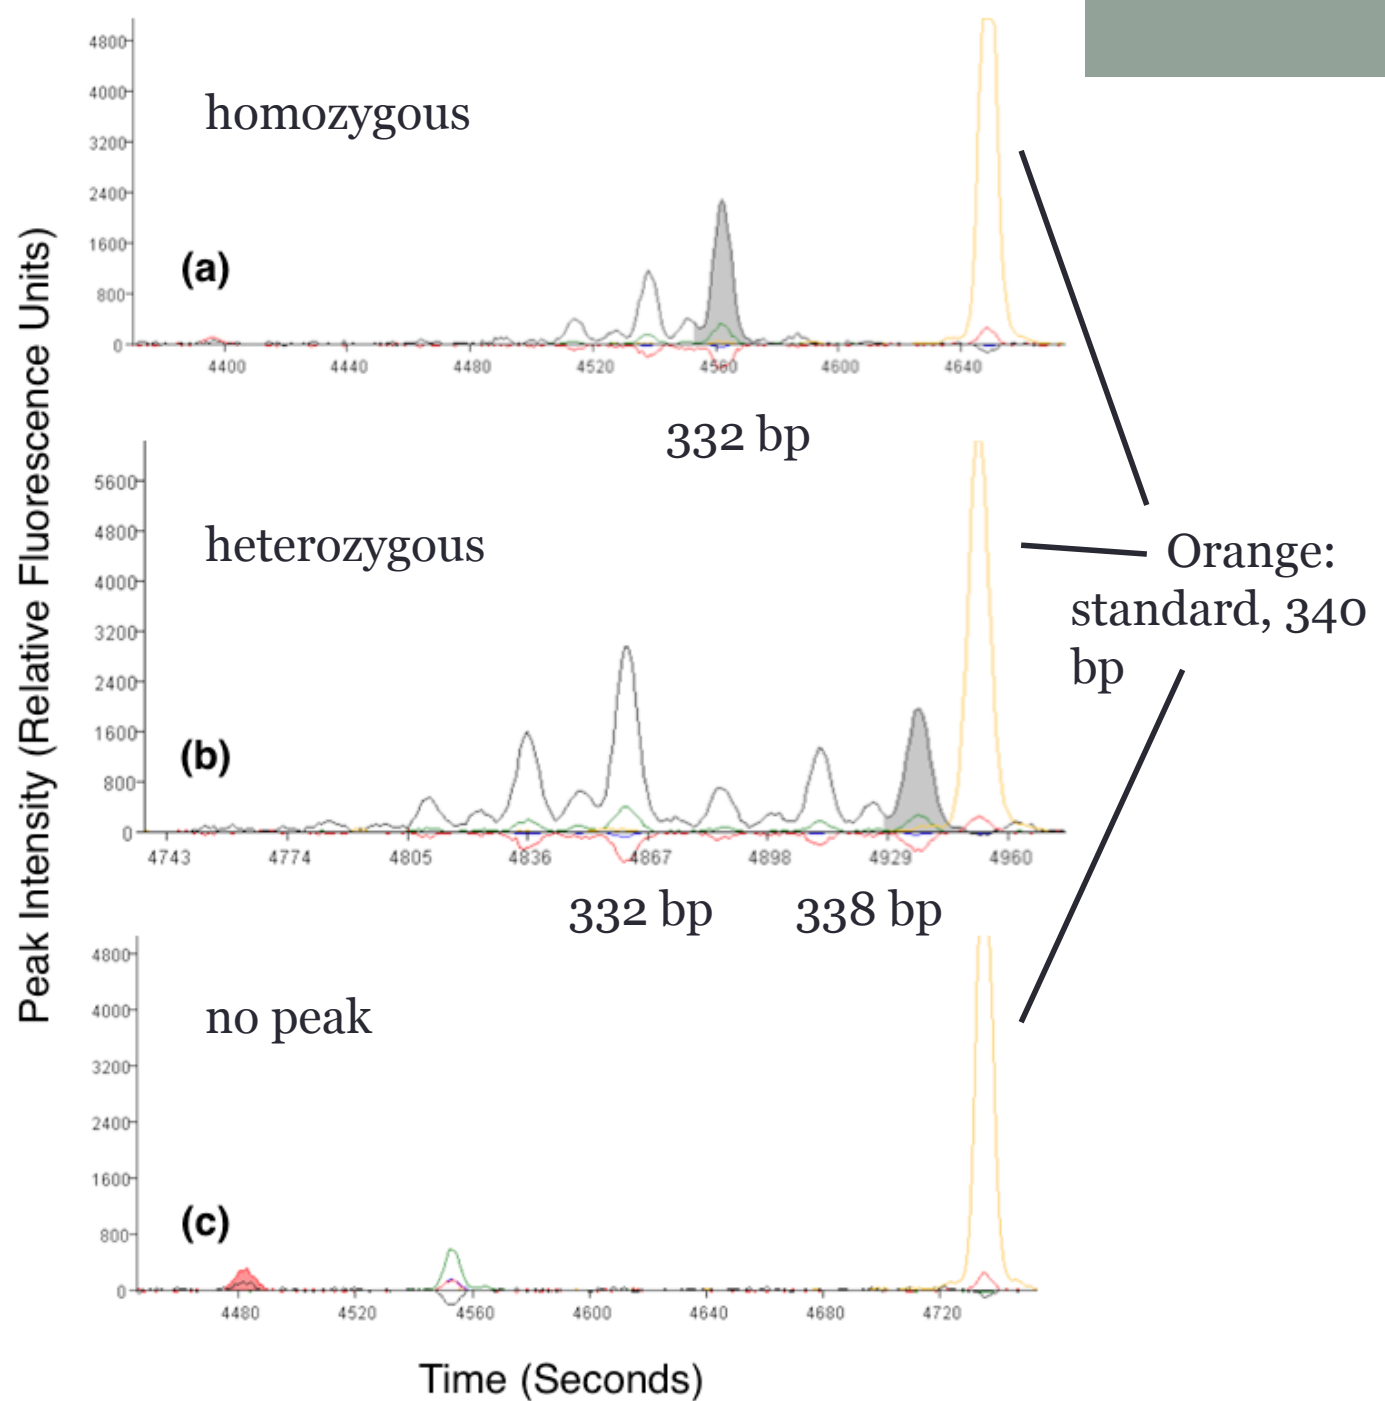 Peak Intensity (Relative Fluorescence Units)
4800
4000
3200
2400
1600
800
0
homozygous
(a)
4400 4440 4480 4520 4560 4600 4640
332 bp
5600
4800
4000
3200
2400
1600
800
0
heterozygous
(b)
4743 4774 4805 4836 4867 4898 4929 4960
332 bp 338 bp
Orange:
standard, 340
bp
4800
4000
3200
2400
1600
800
0
no peak
(c)
4480 4520 4560 4600 4640 4680 4720
Time (Seconds)